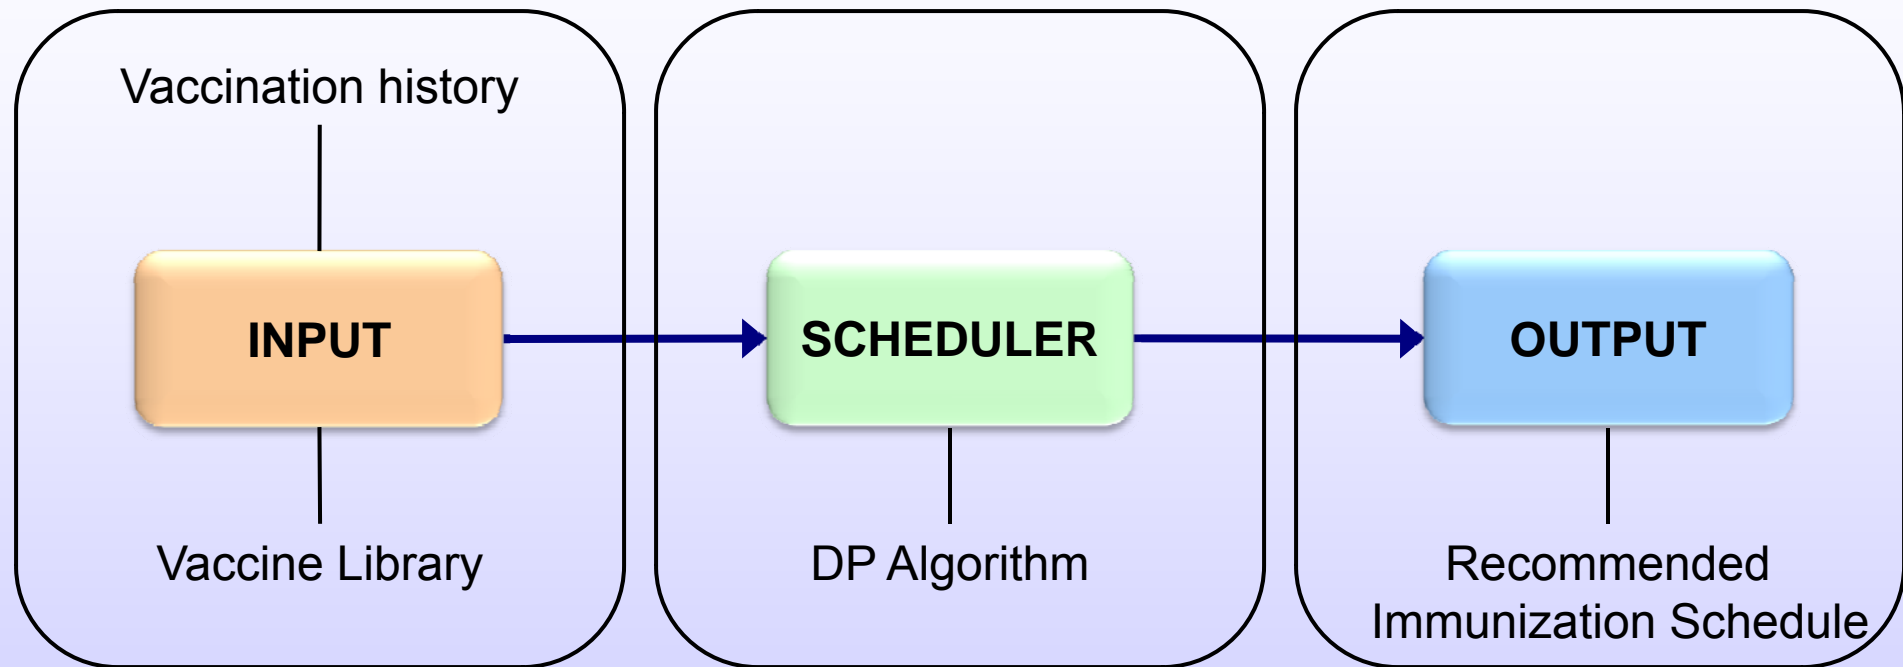 Vaccination history
INPUT
Vaccine Library
SCHEDULER
DP Algorithm
OUTPUT
Recommended
Immunization Schedule